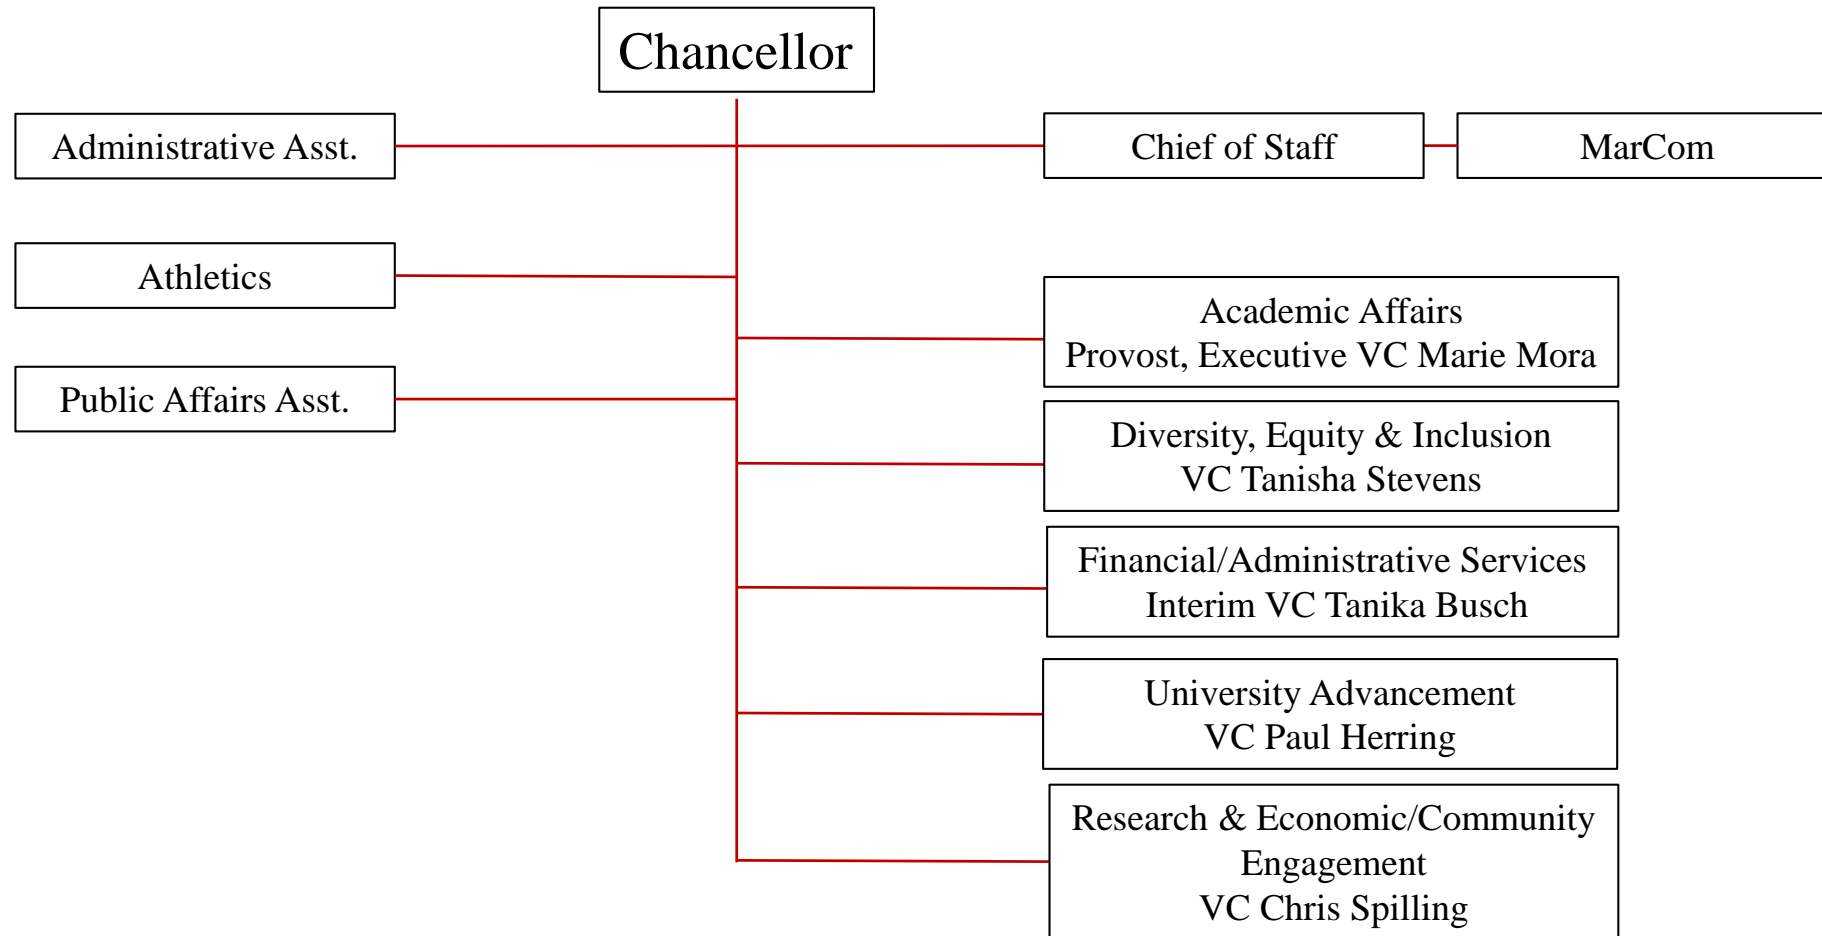 Chancellor
Administrative Asst.
Chief of Staff
MarCom
Athletics
Academic Affairs
Provost, Executive VC Marie Mora
Public Affairs Asst.
Diversity, Equity & Inclusion
VC Tanisha Stevens
Financial/Administrative Services
Interim VC Tanika Busch
University Advancement
VC Paul Herring
Research & Economic/Community
Engagement
VC Chris Spilling